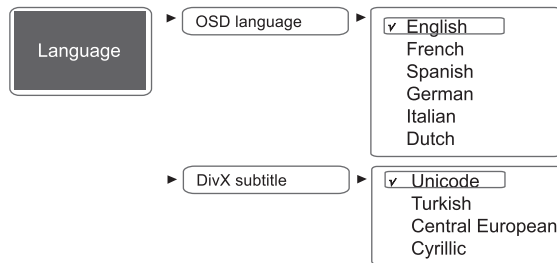 Language
OSD language
English
French
Spanish
German
Italian
Dutch
DivX subtitle
Unicode
Turkish
Central European
Cyrillic